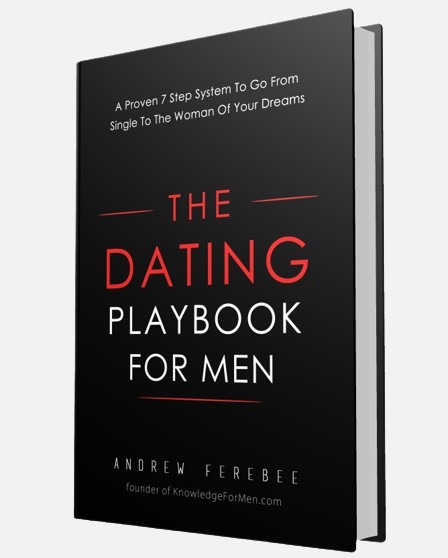 A Proven 7 Step System To Go From
Single To The Woman Of Your Dreams
THE
DATING
PLAYBOOK
FOR MEN
ANDREW FEREBEE
founder of KnowledgeForMen.com